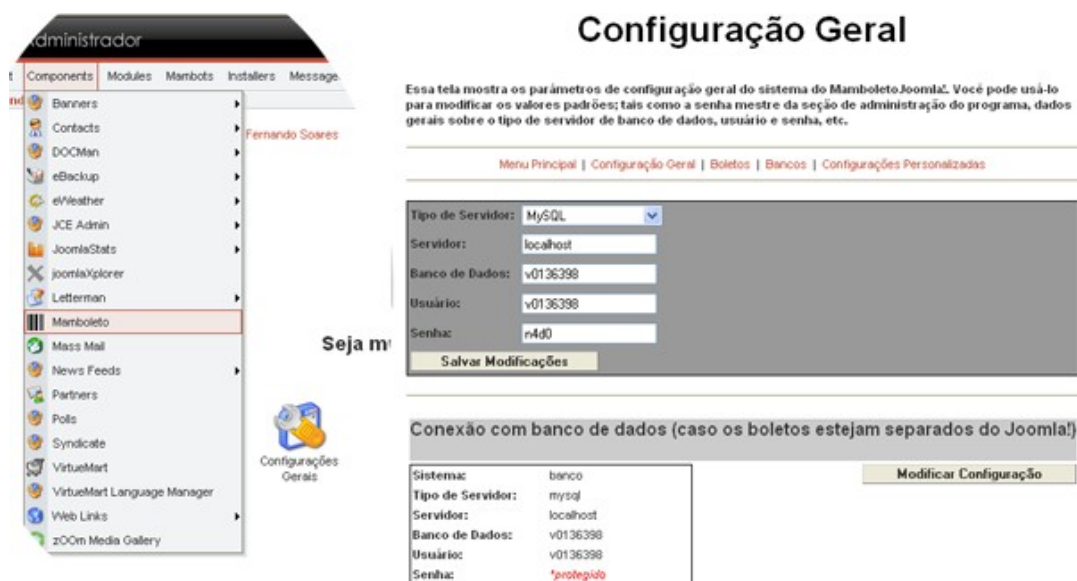 Administrador
Components Modules Mambots Installers Message
Banners
Contacts
DOCMan
eBackup
eWeather
JCE Admin
JoomlaStats
joomlaXplorer
Letterman
Mamboleto
Mass Mail
News Feeds
Partners
Polls
Syndicate
VirtueMart
VirtueMart Language Manager
Web Links
zOOm Media Gallery
Fernando Soares
Seja m
Configurações
Gerais
Configuração Geral
Essa tela mostra os parâmetros de configuração geral do sistema do MamboletoJoomla!. Você pode usá-lo
para modificar os valores padrões; tais como a senha mestre da seção de administração do programa, dados
gerais sobre o tipo de servidor de banco de dados, usuário e senha, etc.
Menu Principal | Configuração Geral | Boletos | Bancos | Configurações Personalizadas
Tipo de Servidor: MySQL
Servidor: localhost
Banco de Dados: v0136398
Usuário: v0136398
Senha: n4d0
Salvar Modificações
Conexão com banco de dados (caso os boletos estejam separados do Joomla!)
Modificar Configuração
Sistema: banco
Tipo de Servidor: mysql
Servidor: localhost
Banco de Dados: v0136398
Usuário: v0136398
Senha: *protegido